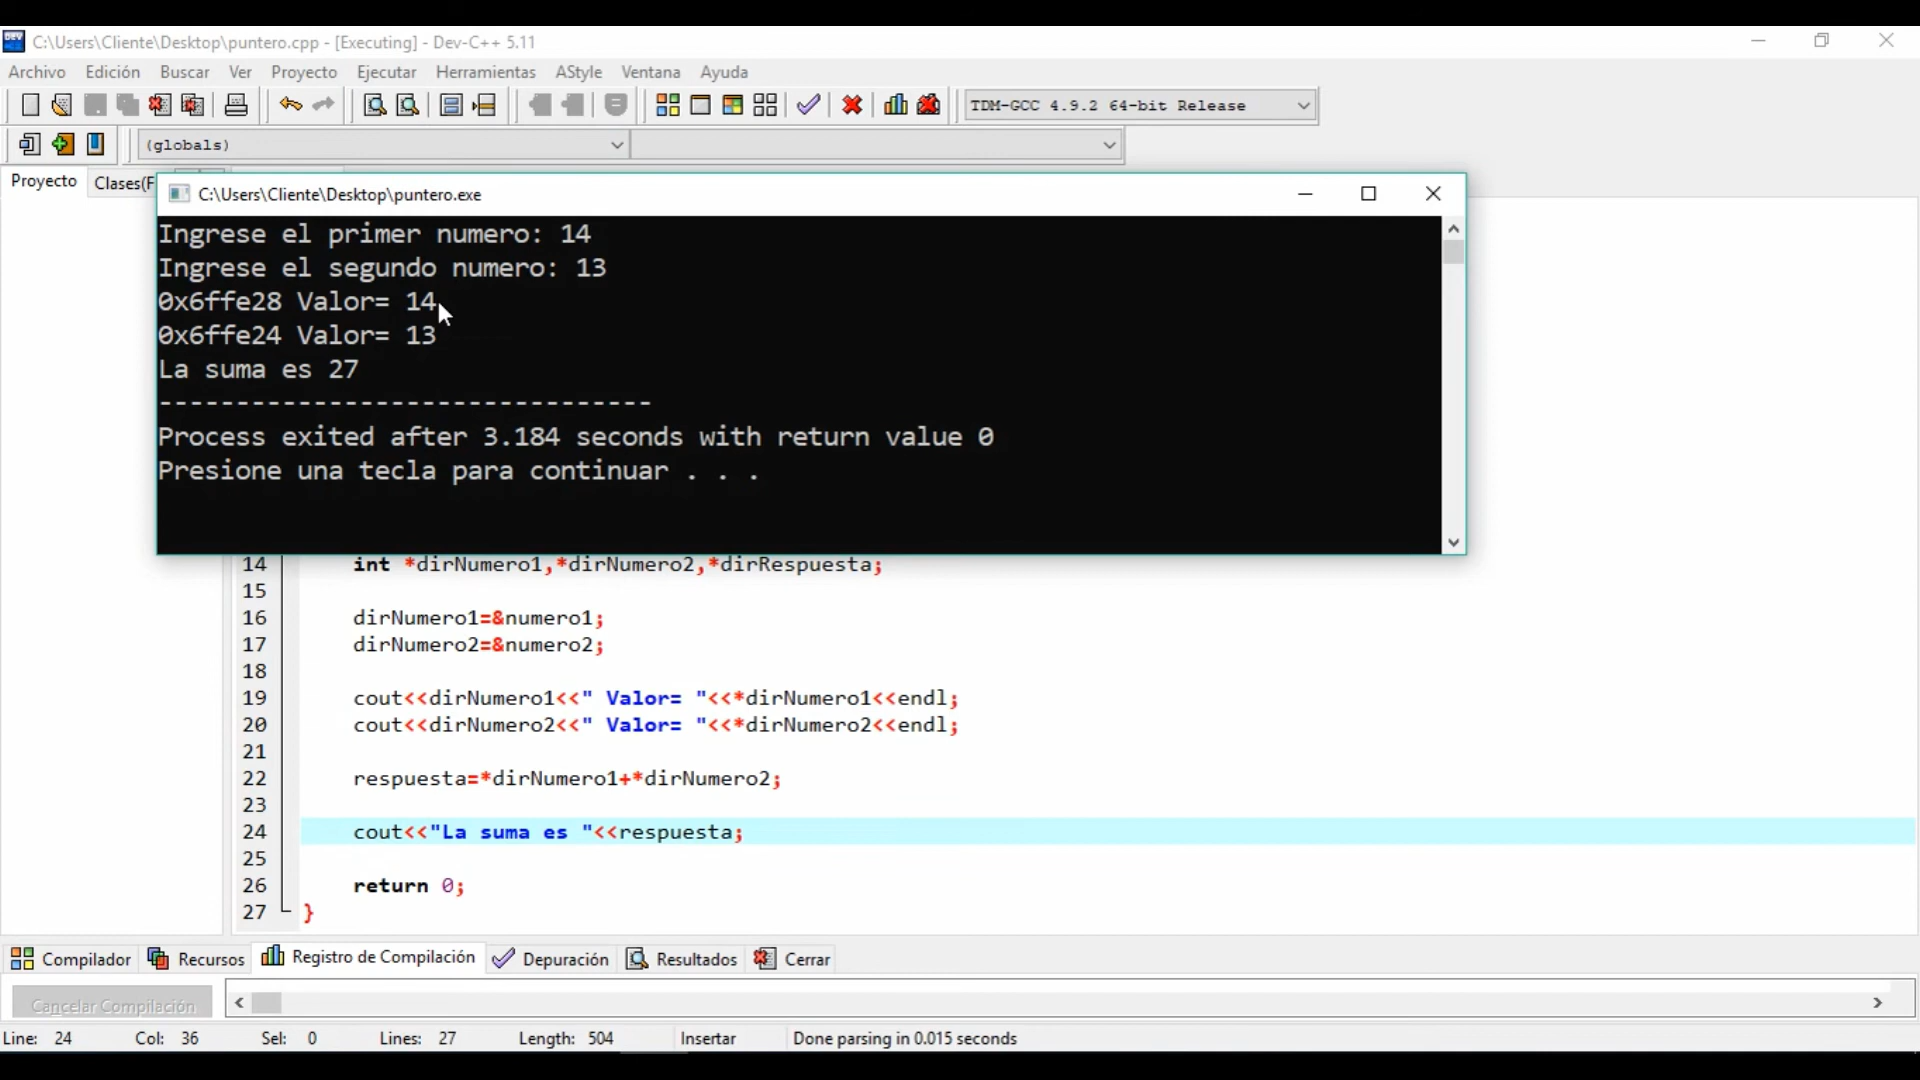 C:\Users\Cliente\Desktop\puntero.cpp - [Executing] - Dev-C++ 5.11
Archivo Edición Buscar Ver Proyecto Ejecutar Herramientas AStyle Ventana Ayuda
TDM-GCC 4.9.2 64-bit Release
(globals)
Proyecto Clases(F
C:\Users\Cliente\Desktop\puntero.exe
Ingrese el primer numero: 14
Ingrese el segundo numero: 13
0x6ffe28 Valor= 14
0x6ffe24 Valor= 13
La suma es 27
--------------------------------
Process exited after 3.184 seconds with return value 0
Presione una tecla para continuar . . .
14 int *dirNumero1,*dirNumero2,*dirRespuesta;
15
16 dirNumero1=&numero1;
17 dirNumero2=&numero2;
18
19 cout<<dirNumero1<<" Valor= "<<*dirNumero1<<endl;
20 cout<<dirNumero2<<" Valor= "<<*dirNumero2<<endl;
21
22 respuesta=*dirNumero1+*dirNumero2;
23
24 cout<<"La suma es "<<respuesta;
25
26 return 0;
27 }
Compilador Recursos Registro de Compilación Depuración Resultados Cerrar
Cancelar Compilación
Line: 24 Col: 36 Sel: 0 Lines: 27 Length: 504 Insertar Done parsing in 0.015 seconds